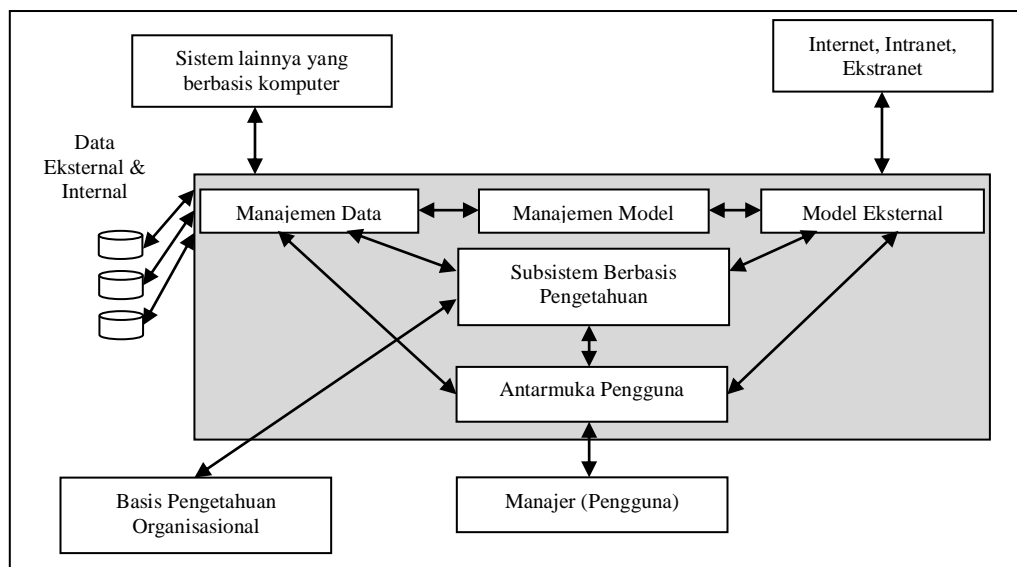 Sistem lainnya yang
berbasis komputer
Internet, Intranet,
Ekstranet
Data
Eksternal &
Internal
Manajemen Data
Manajemen Model
Model Eksternal
Subsistem Berbasis
Pengetahuan
Antarmuka Pengguna
Basis Pengetahuan
Organisasional
Manajer (Pengguna)